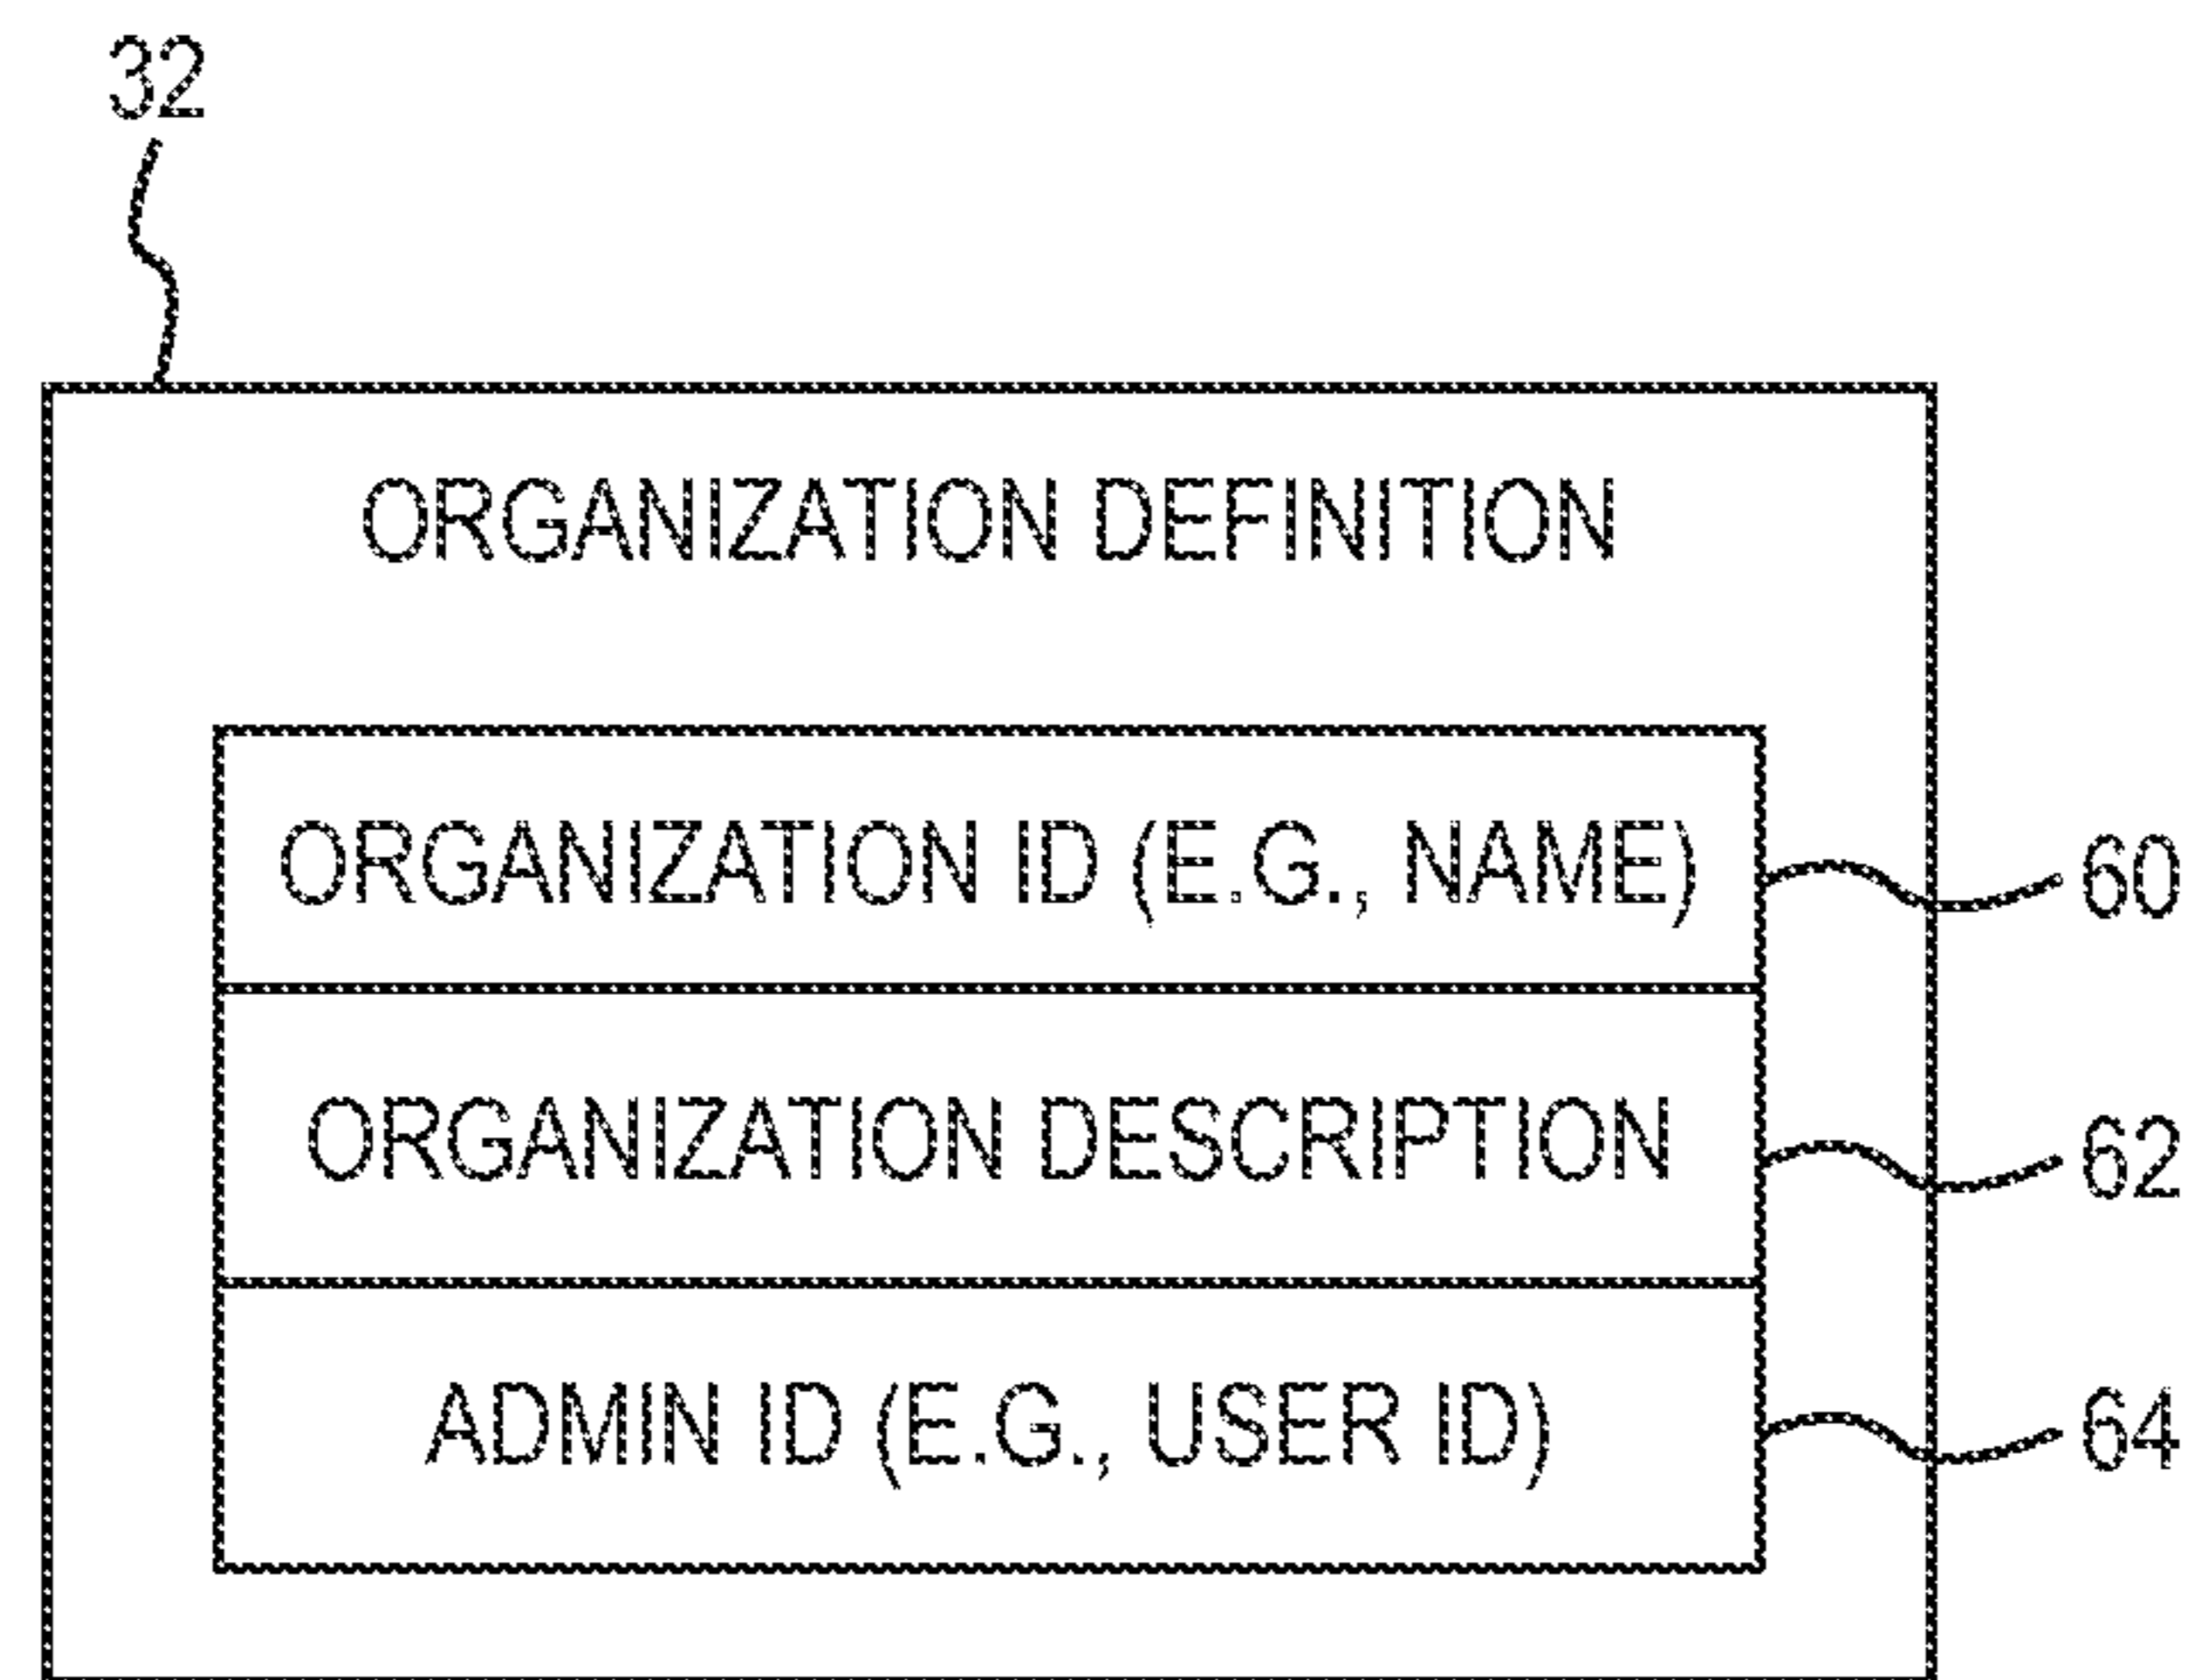 32
ORGANIZATION DEFINITION
ORGANIZATION ID (E.G., NAME)
60
ORGANIZATION DESCRIPTION
62
ADMIN ID (E.G., USER ID)
64